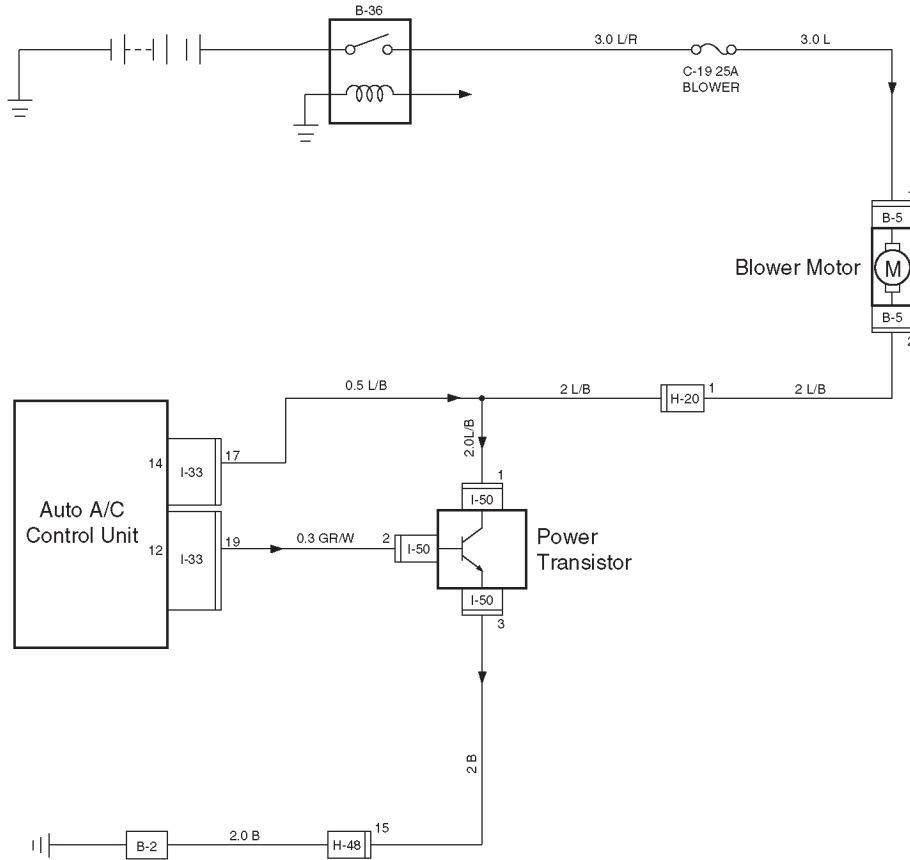 B-36
3.0 L/R
3.0 L
C-19 25A
BLOWER
B-5
Blower Motor
M
B-5
0.5 L/B
2 L/B
H-20
1
2 L/B
2.0L/B
14
I-33
17
1
I-50
Auto A/C
Control Unit
12
I-33
19
0.3 GR/W
2
I-50
Power
Transistor
I-50
3
2 B
15
B-2
2.0 B
H-48